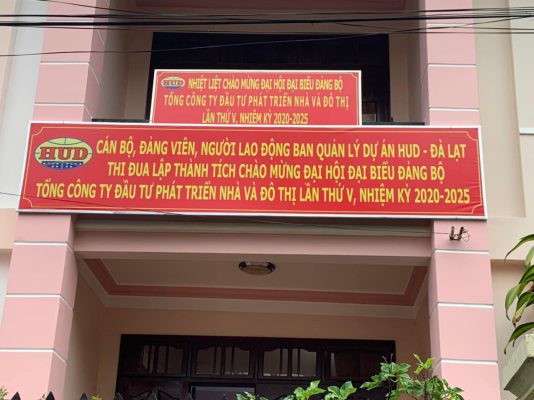 HUD
NHIỆT LIỆT CHÀO MỪNG ĐẠI HỘI ĐẠI BIỂU ĐẢNG BỘ
TỔNG CÔNG TY ĐẦU TƯ PHÁT TRIỂN NHÀ VÀ ĐÔ THỊ
LẦN THỨ V, NHIỆM KỲ 2020-2025
HUD
CÁN BỘ, ĐẢNG VIÊN, NGƯỜI LAO ĐỘNG BAN QUẢN LÝ DỰ ÁN HUD - ĐÀ LẠT
THI ĐUA LẬP THÀNH TÍCH CHÀO MỪNG ĐẠI HỘI ĐẠI BIỂU ĐẢNG BỘ
TỔNG CÔNG TY ĐẦU TƯ PHÁT TRIỂN NHÀ VÀ ĐÔ THỊ LẦN THỨ V, NHIỆM KỲ 2020-2025